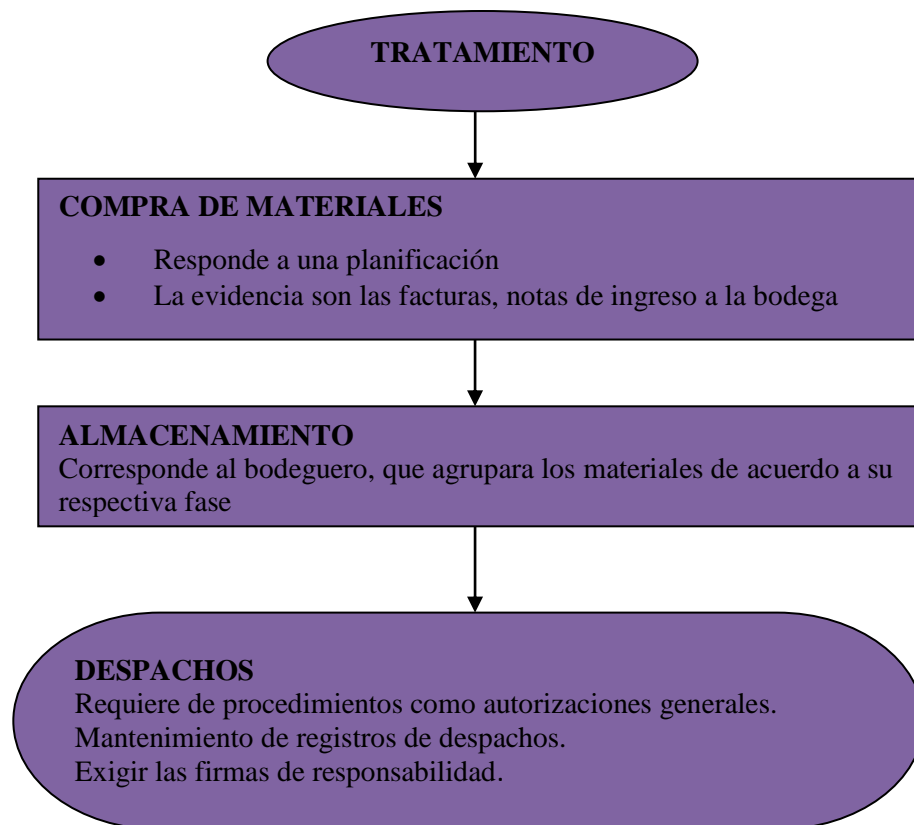 TRATAMIENTO
COMPRA DE MATERIALES
• Responde a una planificación
• La evidencia son las facturas, notas de ingreso a la bodega
ALMACENAMIENTO
Corresponde al bodeguero, que agrupara los materiales de acuerdo a su
respectiva fase
DESPACHOS
Requiere de procedimientos como autorizaciones generales.
Mantenimiento de registros de despachos.
Exigir las firmas de responsabilidad.